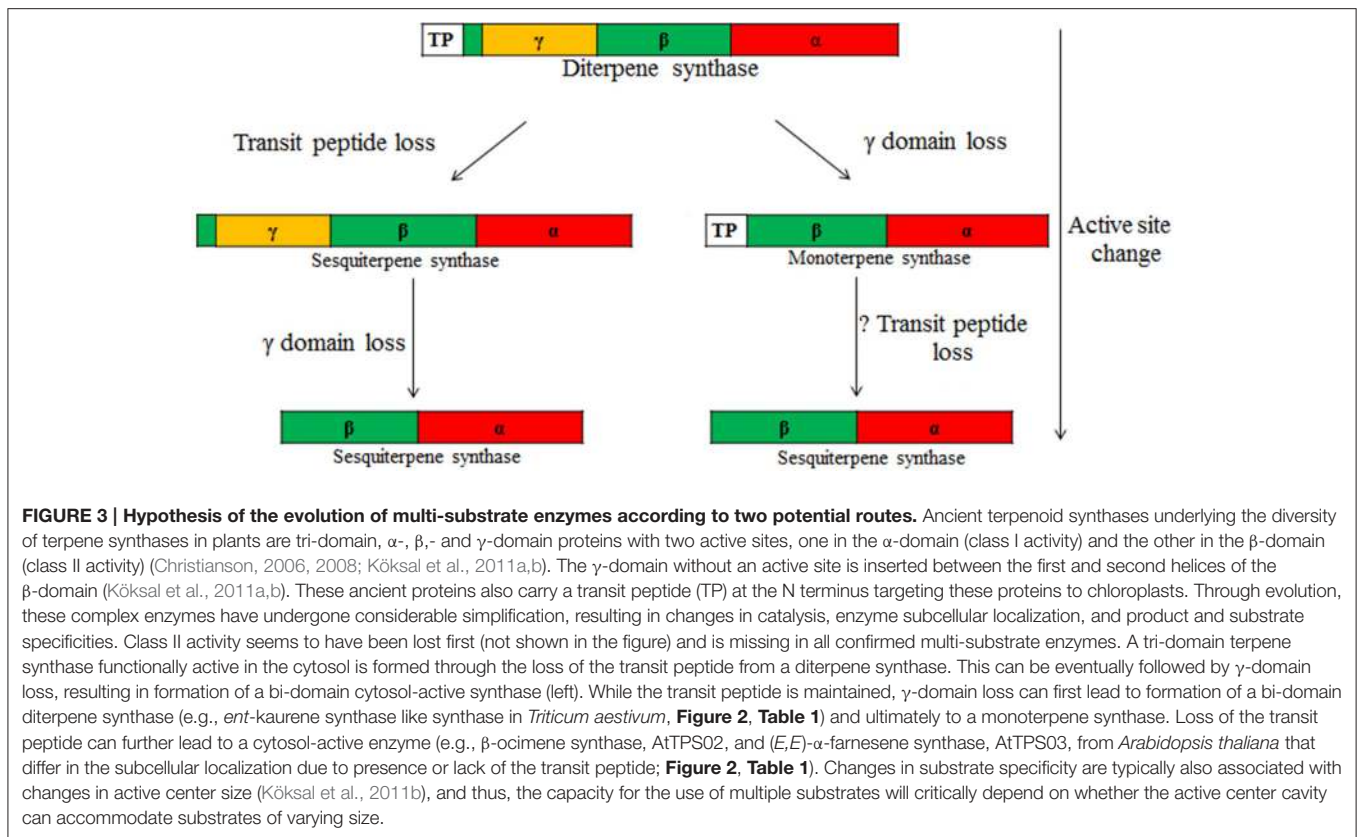 TP γ β α
Diterpene synthase
Transit peptide loss
γ domain loss
γ β α
Sesquiterpene synthase
TP β α
Monoterpene synthase
Active site
change
γ domain loss
? Transit peptide
loss
β α
Sesquiterpene synthase
β α
Sesquiterpene synthase
FIGURE 3 | Hypothesis of the evolution of multi-substrate enzymes according to two potential routes. Ancient terpenoid synthases underlying the diversity
of terpene synthases in plants are tri-domain, α-, β,- and γ-domain proteins with two active sites, one in the α-domain (class I activity) and the other in the β-domain
(class II activity) (Christianson, 2006, 2008; Köksal et al., 2011a,b). The γ-domain without an active site is inserted between the first and second helices of the
β-domain (Köksal et al., 2011a,b). These ancient proteins also carry a transit peptide (TP) at the N terminus targeting these proteins to chloroplasts. Through evolution,
these complex enzymes have undergone considerable simplification, resulting in changes in catalysis, enzyme subcellular localization, and product and substrate
specificities. Class II activity seems to have been lost first (not shown in the figure) and is missing in all confirmed multi-substrate enzymes. A tri-domain terpene
synthase functionally active in the cytosol is formed through the loss of the transit peptide from a diterpene synthase. This can be eventually followed by γ-domain
loss, resulting in formation of a bi-domain cytosol-active synthase (left). While the transit peptide is maintained, γ-domain loss can first lead to formation of a bi-domain
diterpene synthase (e.g., ent-kaurene synthase like synthase in Triticum aestivum, Figure 2, Table 1) and ultimately to a monoterpene synthase. Loss of the transit
peptide can further lead to a cytosol-active enzyme (e.g., β-ocimene synthase, AtTPS02, and (E,E)-α-farnesene synthase, AtTPS03, from Arabidopsis thaliana that
differ in the subcellular localization due to presence or lack of the transit peptide; Figure 2, Table 1). Changes in substrate specificity are typically also associated with
changes in active center size (Köksal et al., 2011b), and thus, the capacity for the use of multiple substrates will critically depend on whether the active center cavity
can accommodate substrates of varying size.